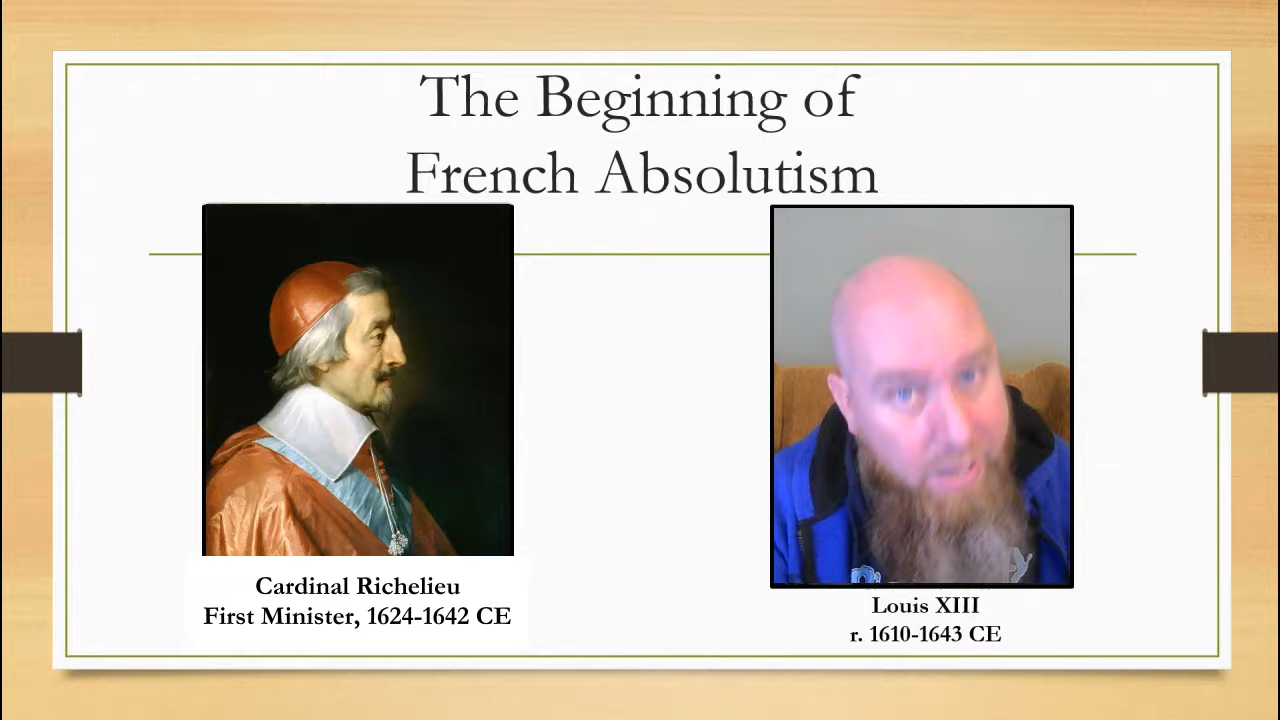 The Beginning of
French Absolutism
Cardinal Richelieu
First Minister, 1624-1642 CE
Louis XIII
r. 1610-1643 CE